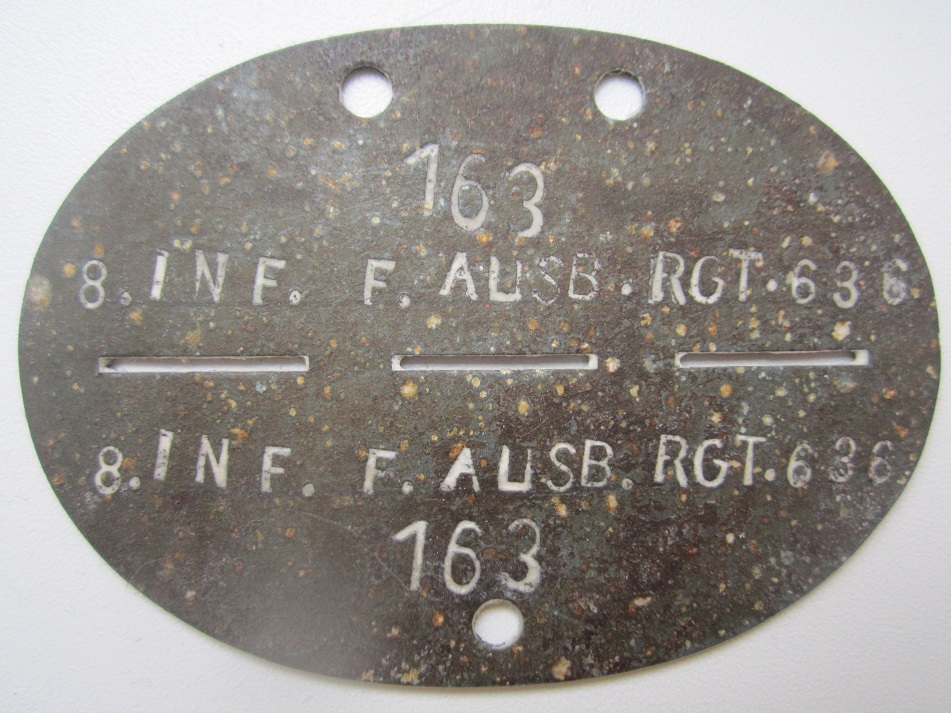 163
8. INF. F. AUSB. RGT. 636
8. INF. F. AUSB. RGT. 636
163